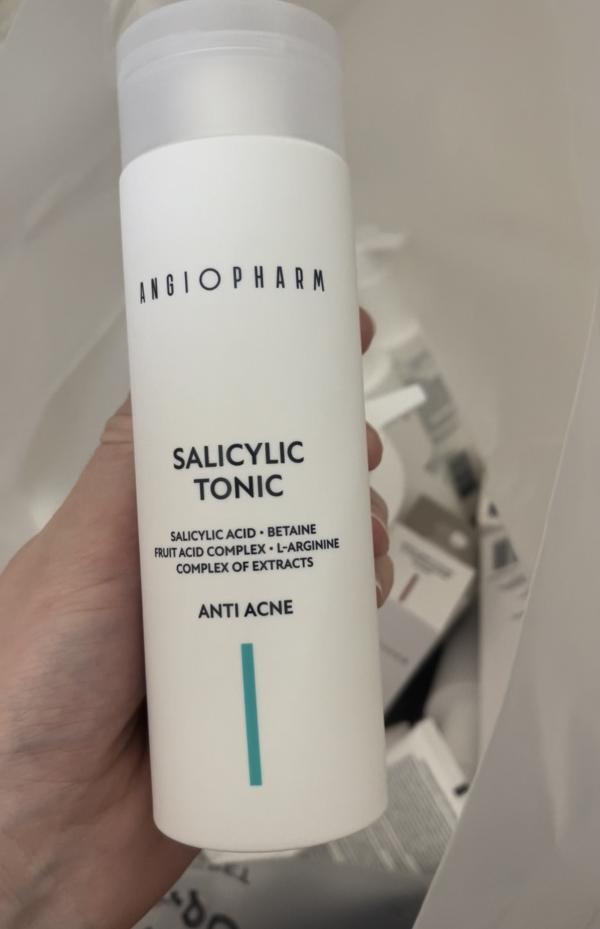 ANGIOPHARM
SALICYLIC
TONIC
SALICYLIC ACID • BETAINE
FRUIT ACID COMPLEX • L-ARGININE
COMPLEX OF EXTRACTS
ANTI ACNE